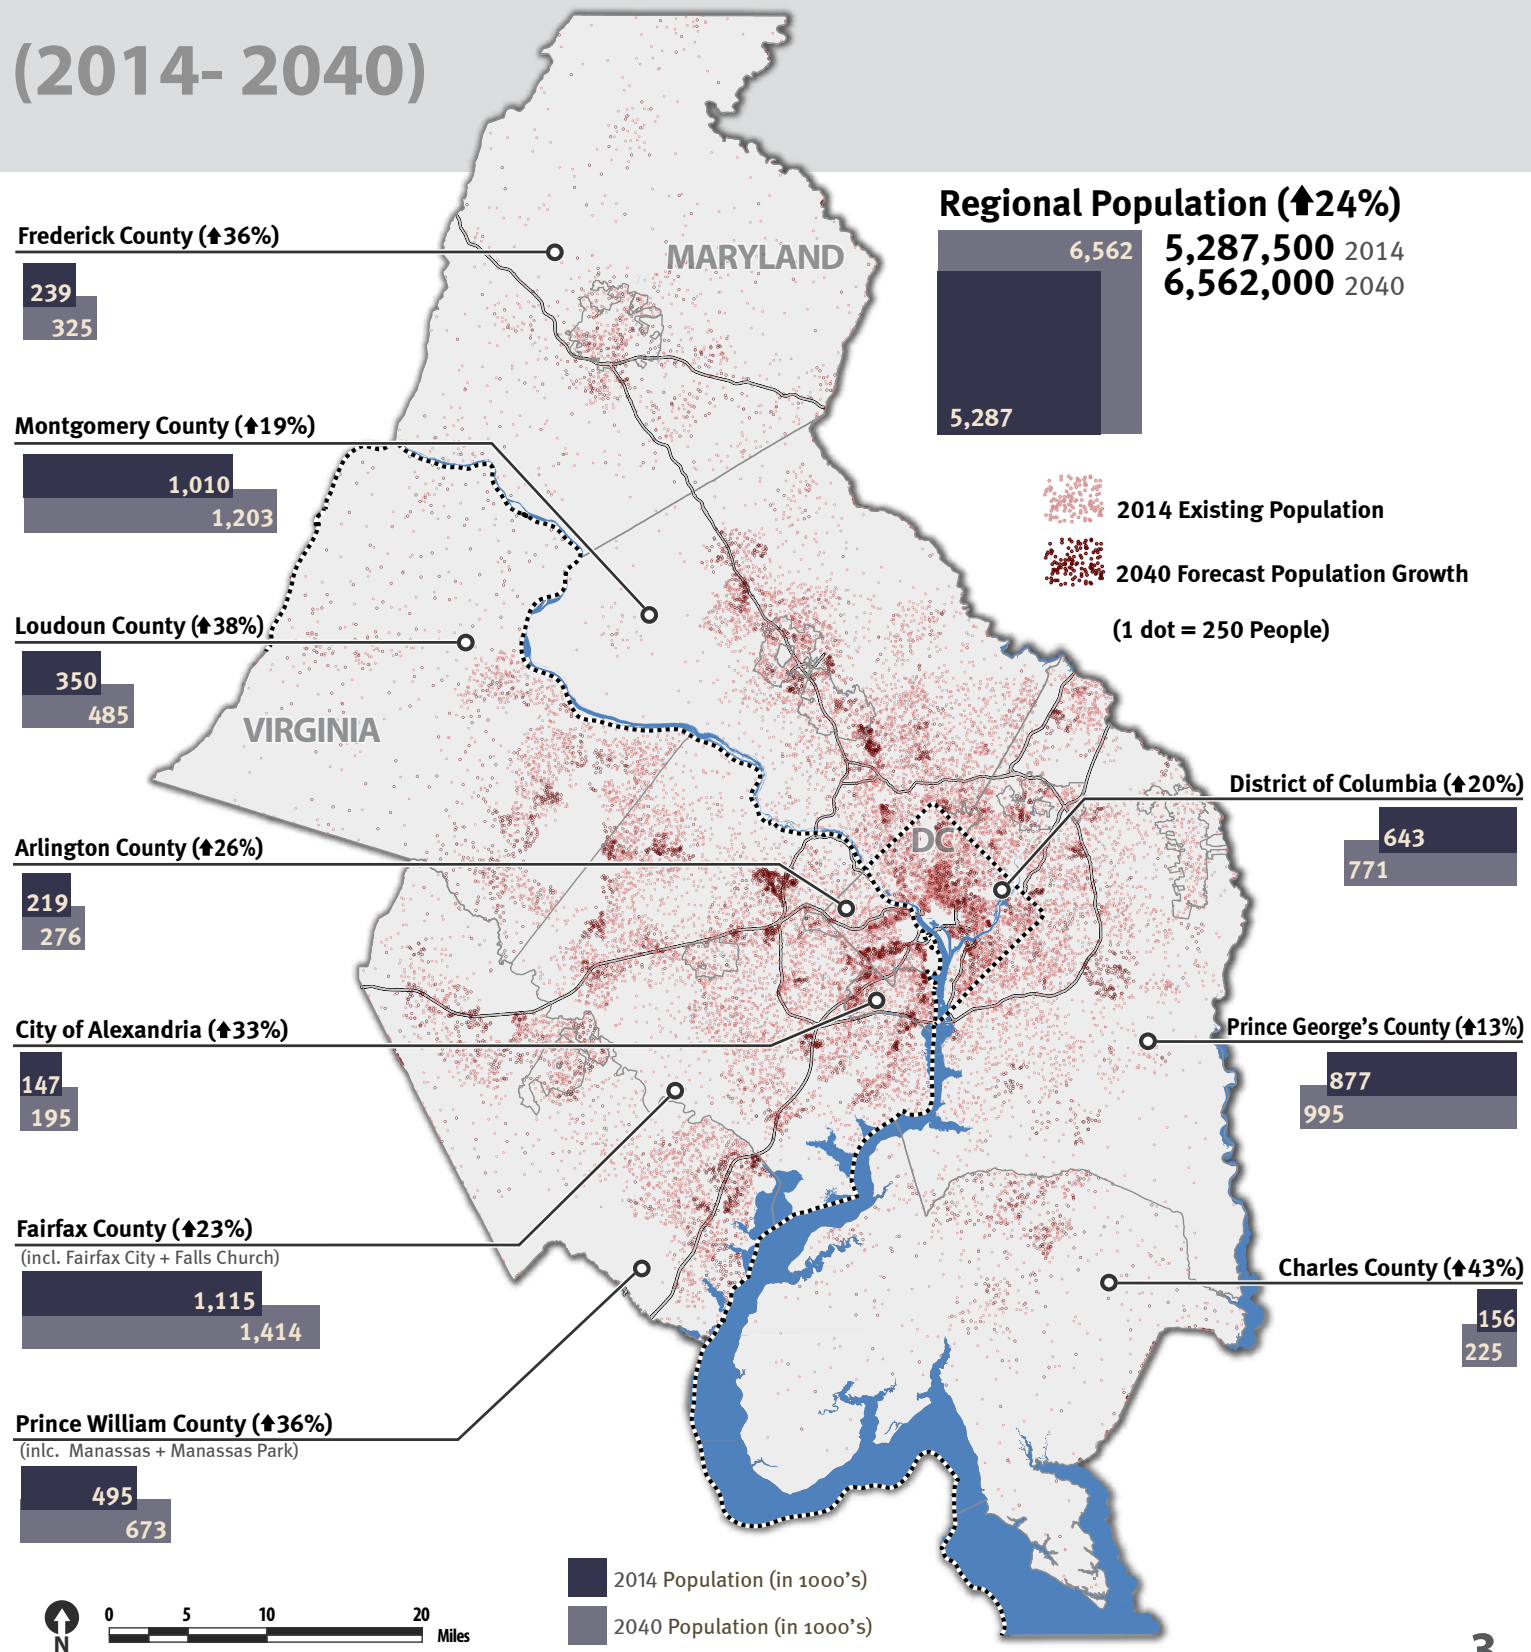 (2014- 2040)
Regional Population (⬆24%)
6,562
5,287
5,287,500 2014
6,562,000 2040
2014 Existing Population
2040 Forecast Population Growth
(1 dot = 250 People)
MARYLAND
VIRGINIA
DC
Frederick County (⬆36%)
239
325
Montgomery County (⬆19%)
1,010
1,203
Loudoun County (⬆38%)
350
485
Arlington County (⬆26%)
219
276
City of Alexandria (⬆33%)
147
195
Fairfax County (⬆23%)
(incl. Fairfax City + Falls Church)
1,115
1,414
Prince William County (⬆36%)
(inlc. Manassas + Manassas Park)
495
673
District of Columbia (⬆20%)
643
771
Prince George's County (⬆13%)
877
995
Charles County (⬆43%)
156
225
2014 Population (in 1000's)
2040 Population (in 1000's)
N
0 5 10 20
Miles
3